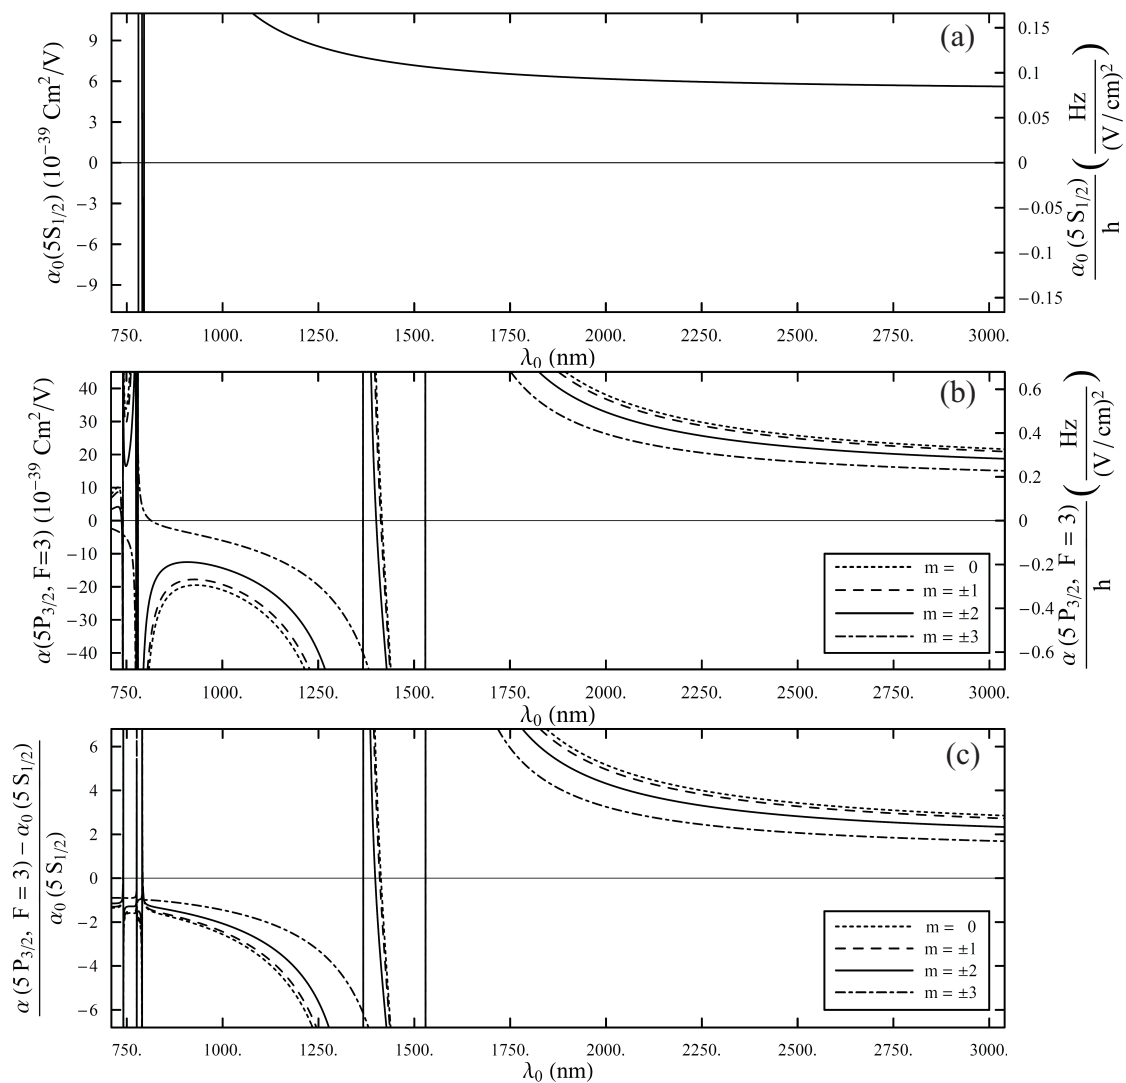 (a)
α₀(5S₁/₂) (10⁻³⁹ Cm²/V)
9
6
3
0
−3
−6
−9
0.15
0.1
0.05
0
−0.05
−0.1
−0.15
α₀ (5 S₁/₂) / h ( Hz / (V / cm)² )
750. 1000. 1250. 1500. 1750. 2000. 2250. 2500. 2750. 3000.
λ₀ (nm)
(b)
α(5P₃/₂, F=3) (10⁻³⁹ Cm²/V)
40
30
20
10
0
−10
−20
−30
−40
0.6
0.4
0.2
0
−0.2
−0.4
−0.6
α (5 P₃/₂, F = 3) / h ( Hz / (V / cm)² )
m = 0
m = ±1
m = ±2
m = ±3
750. 1000. 1250. 1500. 1750. 2000. 2250. 2500. 2750. 3000.
λ₀ (nm)
(c)
α (5 P₃/₂, F = 3) − α₀ (5 S₁/₂)
α₀ (5 S₁/₂)
6
4
2
0
−2
−4
−6
m = 0
m = ±1
m = ±2
m = ±3
750. 1000. 1250. 1500. 1750. 2000. 2250. 2500. 2750. 3000.
λ₀ (nm)